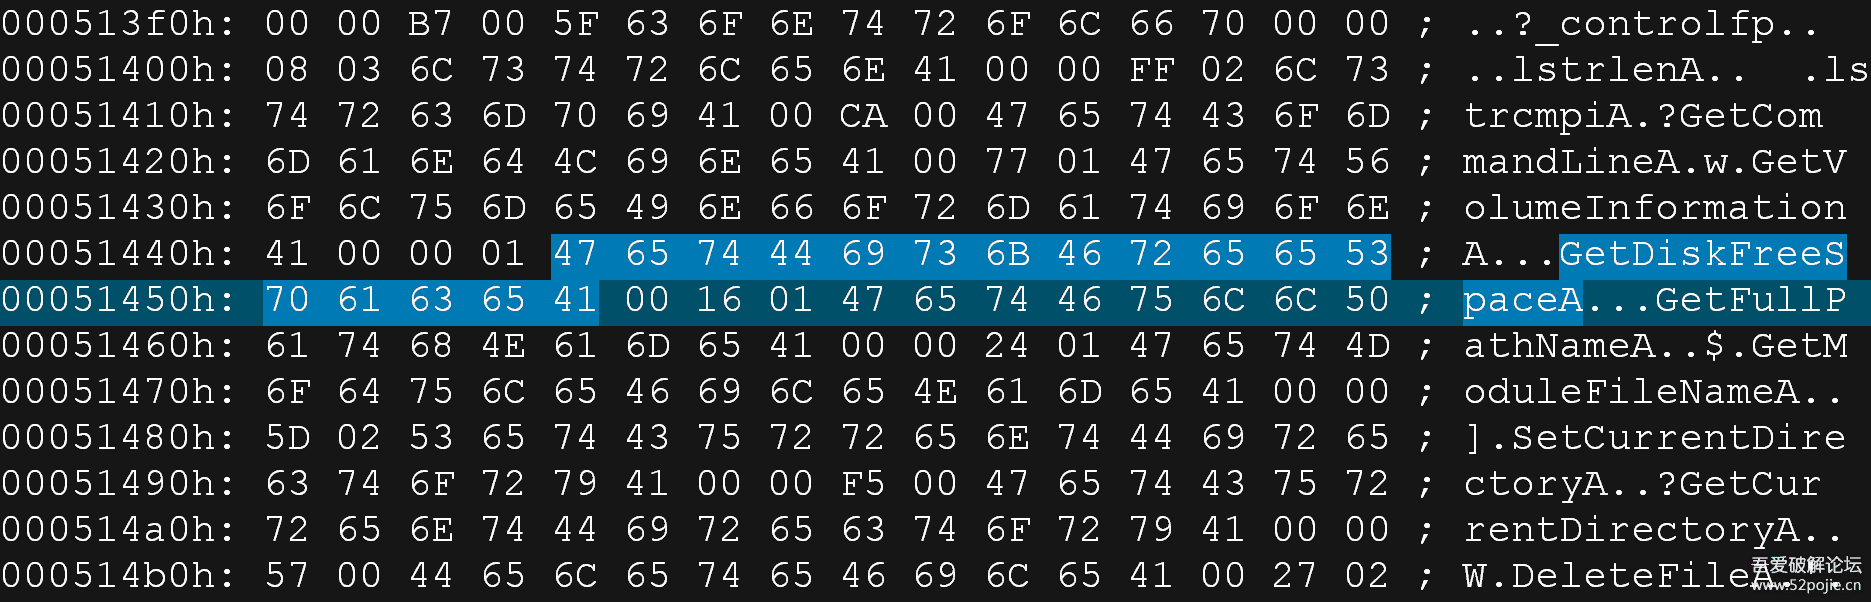 000513f0h: 00 00 B7 00 5F 63 6F 6E 74 72 6F 6C 66 70 00 00 ; ..?_controlfp..
00051400h: 08 03 6C 73 74 72 6C 65 6E 41 00 00 FF 02 6C 73 ; ..lstrlenA..  .ls
00051410h: 74 72 63 6D 70 69 41 00 CA 00 47 65 74 43 6F 6D ; trcmpiA.?GetCom
00051420h: 6D 61 6E 64 4C 69 6E 65 41 00 77 01 47 65 74 56 ; mandLineA.w.GetV
00051430h: 6F 6C 75 6D 65 49 6E 66 6F 72 6D 61 74 69 6F 6E ; olumeInformation
00051440h: 41 00 00 01 47 65 74 44 69 73 6B 46 72 65 65 53 ; A...GetDiskFreeS
00051450h: 70 61 63 65 41 00 16 01 47 65 74 46 75 6C 6C 50 ; paceA...GetFullP
00051460h: 61 74 68 4E 61 6D 65 41 00 00 24 01 47 65 74 4D ; athNameA..$.GetM
00051470h: 6F 64 75 6C 65 46 69 6C 65 4E 61 6D 65 41 00 00 ; oduleFileNameA..
00051480h: 5D 02 53 65 74 43 75 72 72 65 6E 74 44 69 72 65 ; ].SetCurrentDire
00051490h: 63 74 6F 72 79 41 00 00 F5 00 47 65 74 43 75 72 ; ctoryA..?GetCur
000514a0h: 72 65 6E 74 44 69 72 65 63 74 6F 72 79 41 00 00 ; rentDirectoryA..
000514b0h: 57 00 44 65 6C 65 74 65 46 69 6C 65 41 00 27 02 ; W.DeleteFileA.'.
吾爱破解论坛
www.52pojie.cn